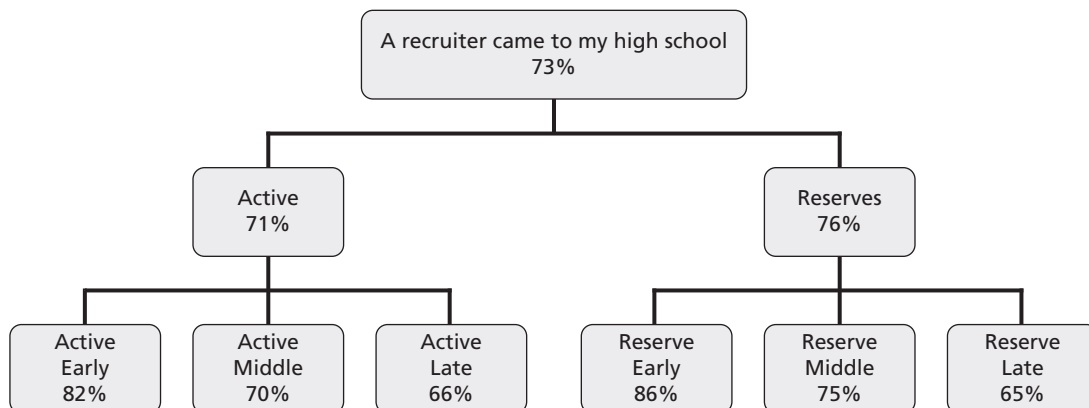 A recruiter came to my high school
73%
Active
71%
Reserves
76%
Active
Early
82%
Active
Middle
70%
Active
Late
66%
Reserve
Early
86%
Reserve
Middle
75%
Reserve
Late
65%